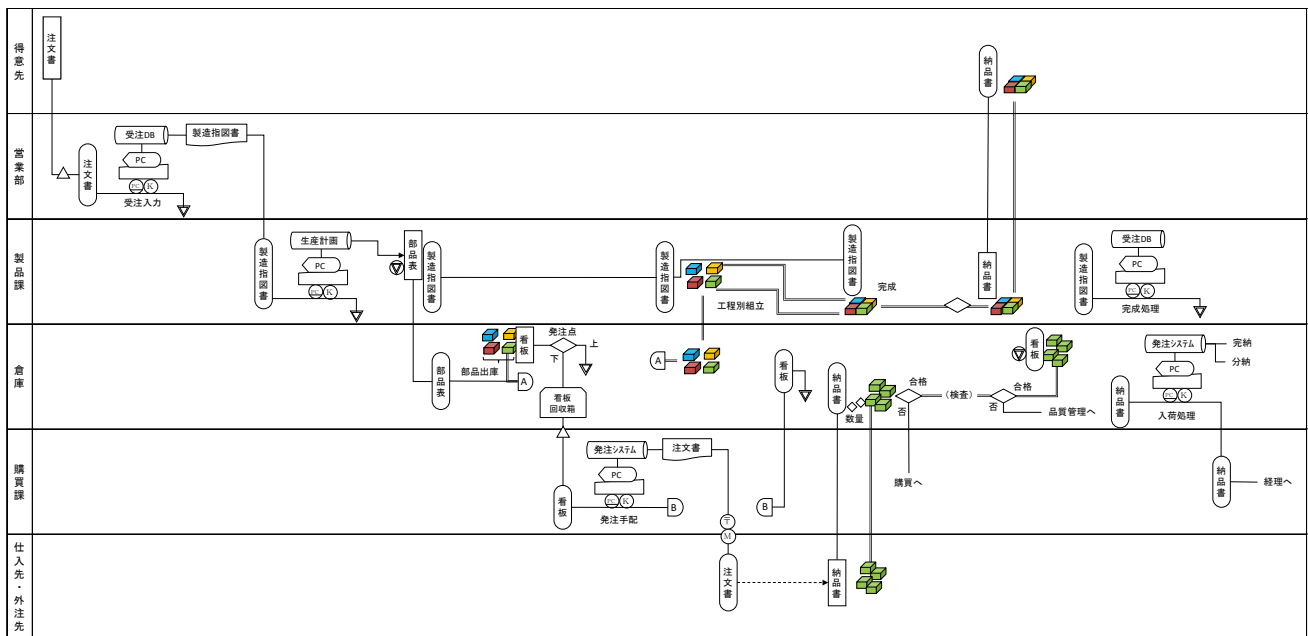 得意先
注文書
納品書
営業部
受注DB
製造指図書
PC
注文書
PC K
受注入力
製品課
製造指図書
生産計画
PC
PC K
部品表
製造指図書
製造指図書
工程別組立
製造指図書
完成
納品書
製造指図書
受注DB
PC
PC K
完成処理
倉庫
部品表
部品出庫
看板
A
発注点
上
下
看板
回収箱
A
看板
納品書
数量
合格
否
(検査)
合格
否
品質管理へ
看板
納品書
発注システム
完納
分納
PC
PC K
入荷処理
購買課
看板
発注システム
注文書
PC
PC K
発注手配
B
B
〒
M
購買へ
納品書
経理へ
仕入先・外注先
注文書
納品書